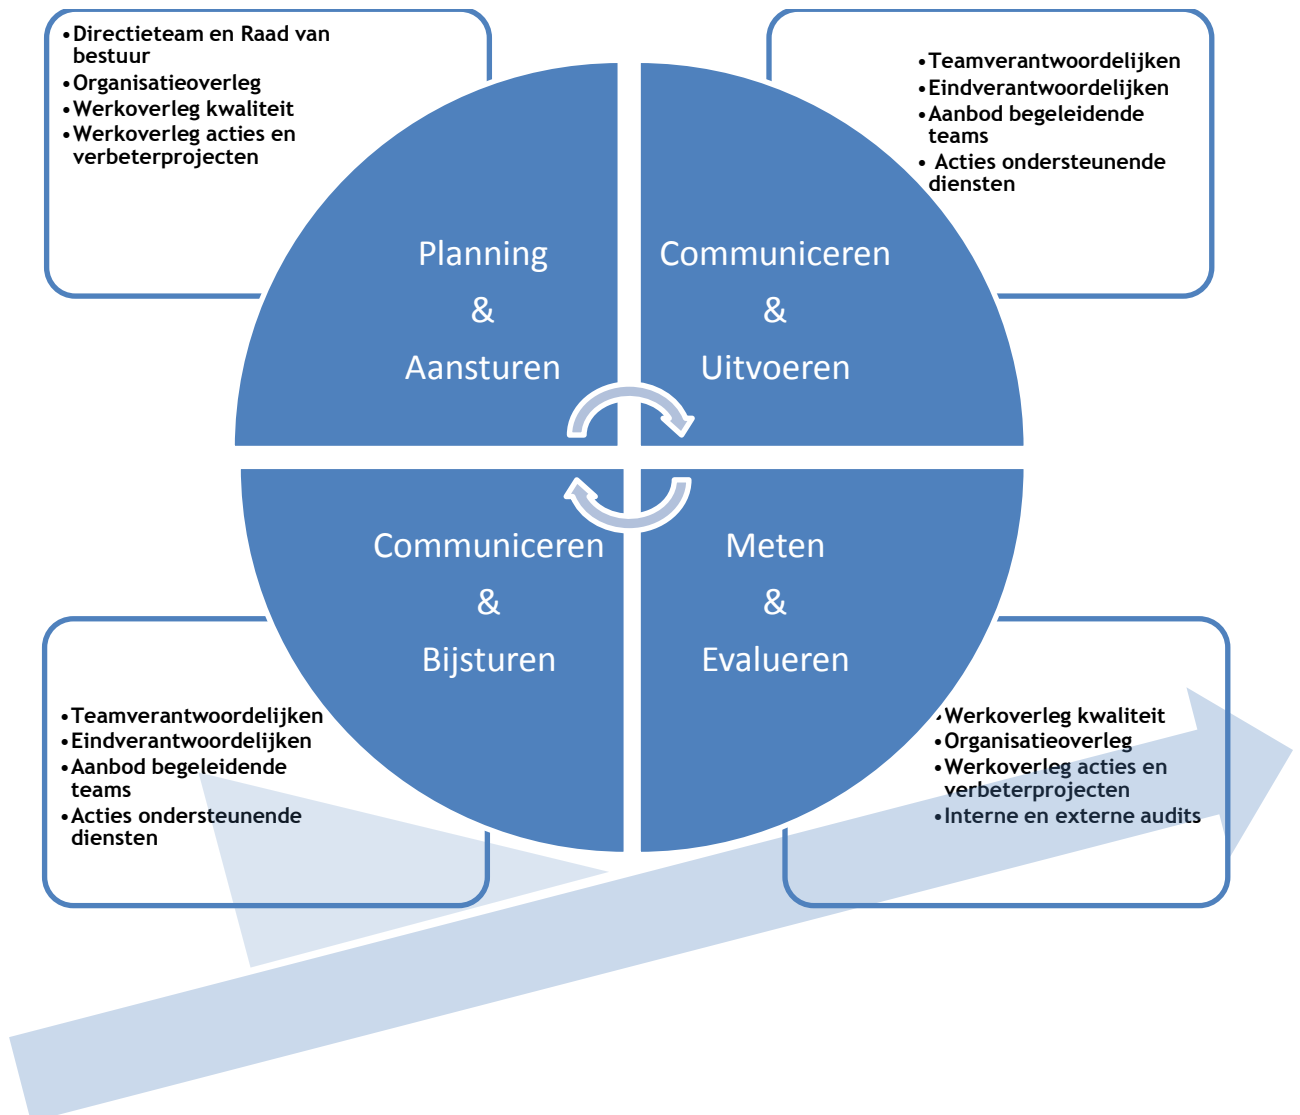 •Directieteam en Raad van
bestuur
•Organisatieoverleg
•Werkoverleg kwaliteit
•Werkoverleg acties en
verbeterprojecten
•Teamverantwoordelijken
•Eindverantwoordelijken
•Aanbod begeleidende
teams
• Acties ondersteunende
diensten
Planning
&
Aansturen
Communiceren
&
Uitvoeren
Communiceren
&
Bijsturen
Meten
&
Evalueren
•Teamverantwoordelijken
•Eindverantwoordelijken
•Aanbod begeleidende
teams
•Acties ondersteunende
diensten
•Werkoverleg kwaliteit
•Organisatieoverleg
•Werkoverleg acties en
verbeterprojecten
•Interne en externe audits